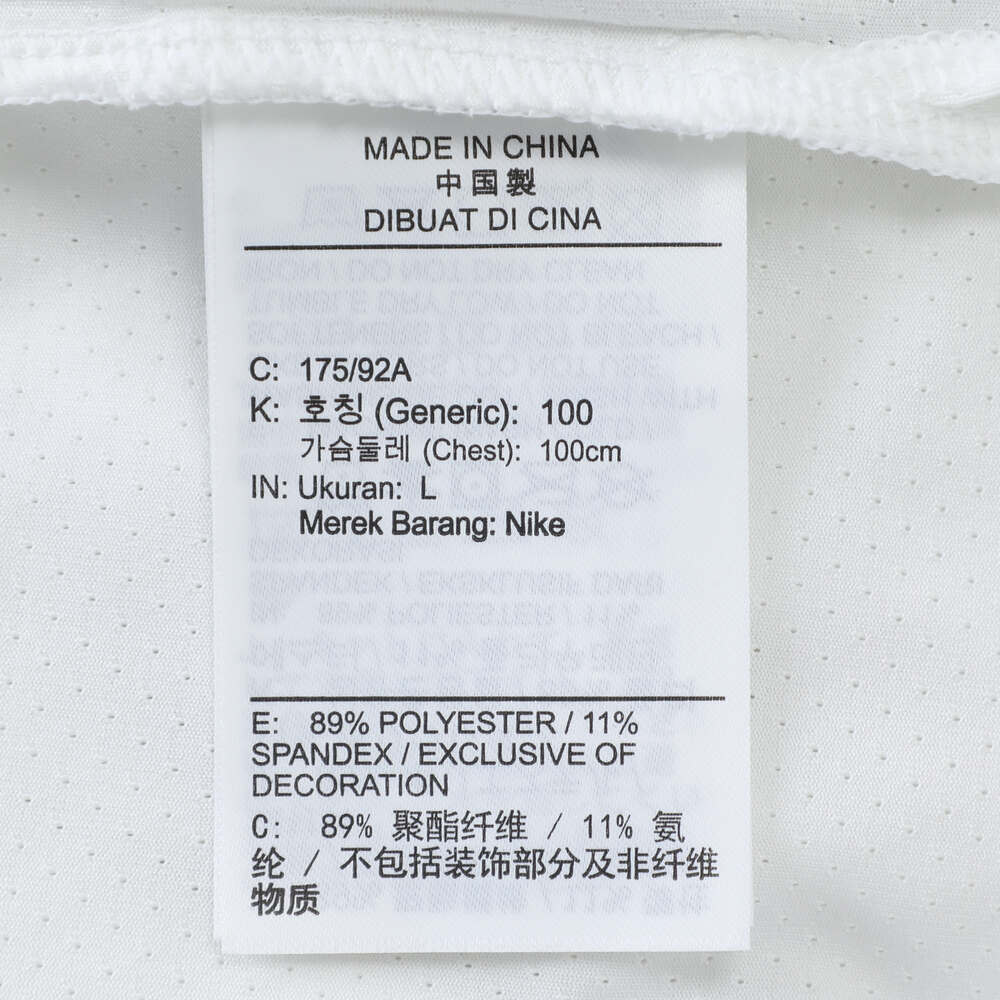 MADE IN CHINA
中国製
DIBUAT DI CINA
C: 175/92A
K: 호칭 (Generic): 100
가슴둘레 (Chest): 100cm
IN: Ukuran: L
Merek Barang: Nike
E: 89% POLYESTER / 11%
SPANDEX / EXCLUSIVE OF
DECORATION
C: 89% 聚酯纤维 / 11% 氨
纶 / 不包括装饰部分及非纤维
物质